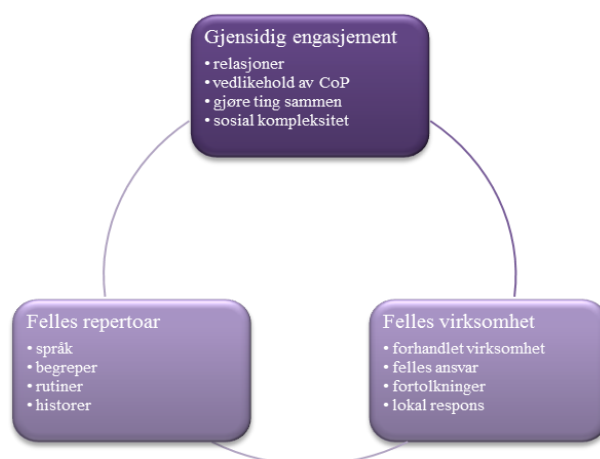 Gjensidig engasjement
• relasjoner
• vedlikehold av CoP
• gjøre ting sammen
• sosial kompleksitet
Felles repertoar
• språk
• begreper
• rutiner
• historer
Felles virksomhet
• forhandlet virksomhet
• felles ansvar
• fortolkninger
• lokal respons